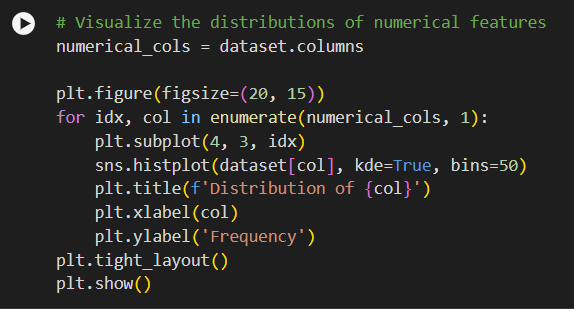 # Visualize the distributions of numerical features
numerical_cols = dataset.columns

plt.figure(figsize=(20, 15))
for idx, col in enumerate(numerical_cols, 1):
    plt.subplot(4, 3, idx)
    sns.histplot(dataset[col], kde=True, bins=50)
    plt.title(f'Distribution of {col}')
    plt.xlabel(col)
    plt.ylabel('Frequency')
plt.tight_layout()
plt.show()